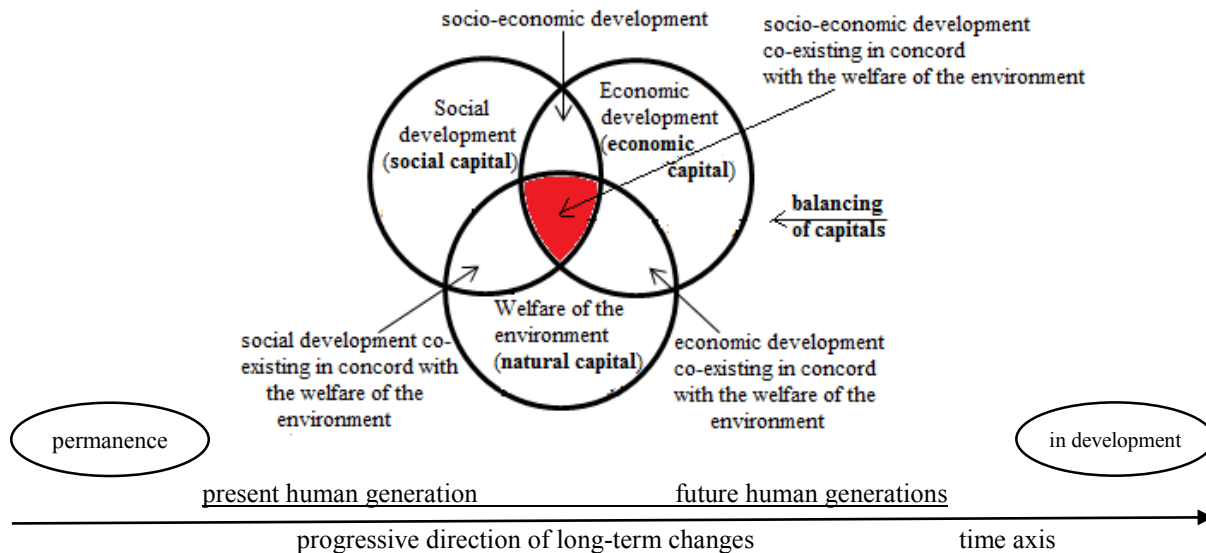 socio-economic development
socio-economic development
co-existing in concord
with the welfare of the environment
Social
development
(social capital)
Economic
development
(economic
capital)
balancing
of capitals
Welfare of the
environment
(natural capital)
social development co-
existing in concord with
the welfare of the
environment
economic development
co-existing in concord
with the welfare of the
environment
permanence
in development
present human generation
future human generations
progressive direction of long-term changes
time axis